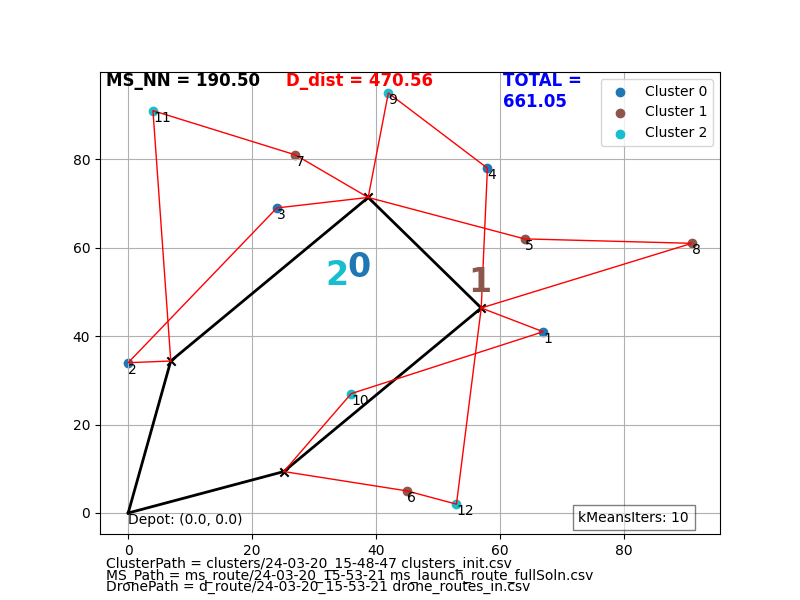 MS_NN = 190.50 D_dist = 470.56 TOTAL =
661.05
Cluster 0
Cluster 1
Cluster 2
9
11
7
4
3
5
8
2 0 1
1
2
10
6
12
Depot: (0.0, 0.0)
kMeansIters: 10
80
60
40
20
0
0 20 40 60 80
ClusterPath = clusters/24-03-20_15-48-47 clusters_init.csv
MS_Path = ms_route/24-03-20_15-53-21 ms_launch_route_fullSoln.csv
DronePath = d_route/24-03-20_15-53-21 drone_routes_in.csv